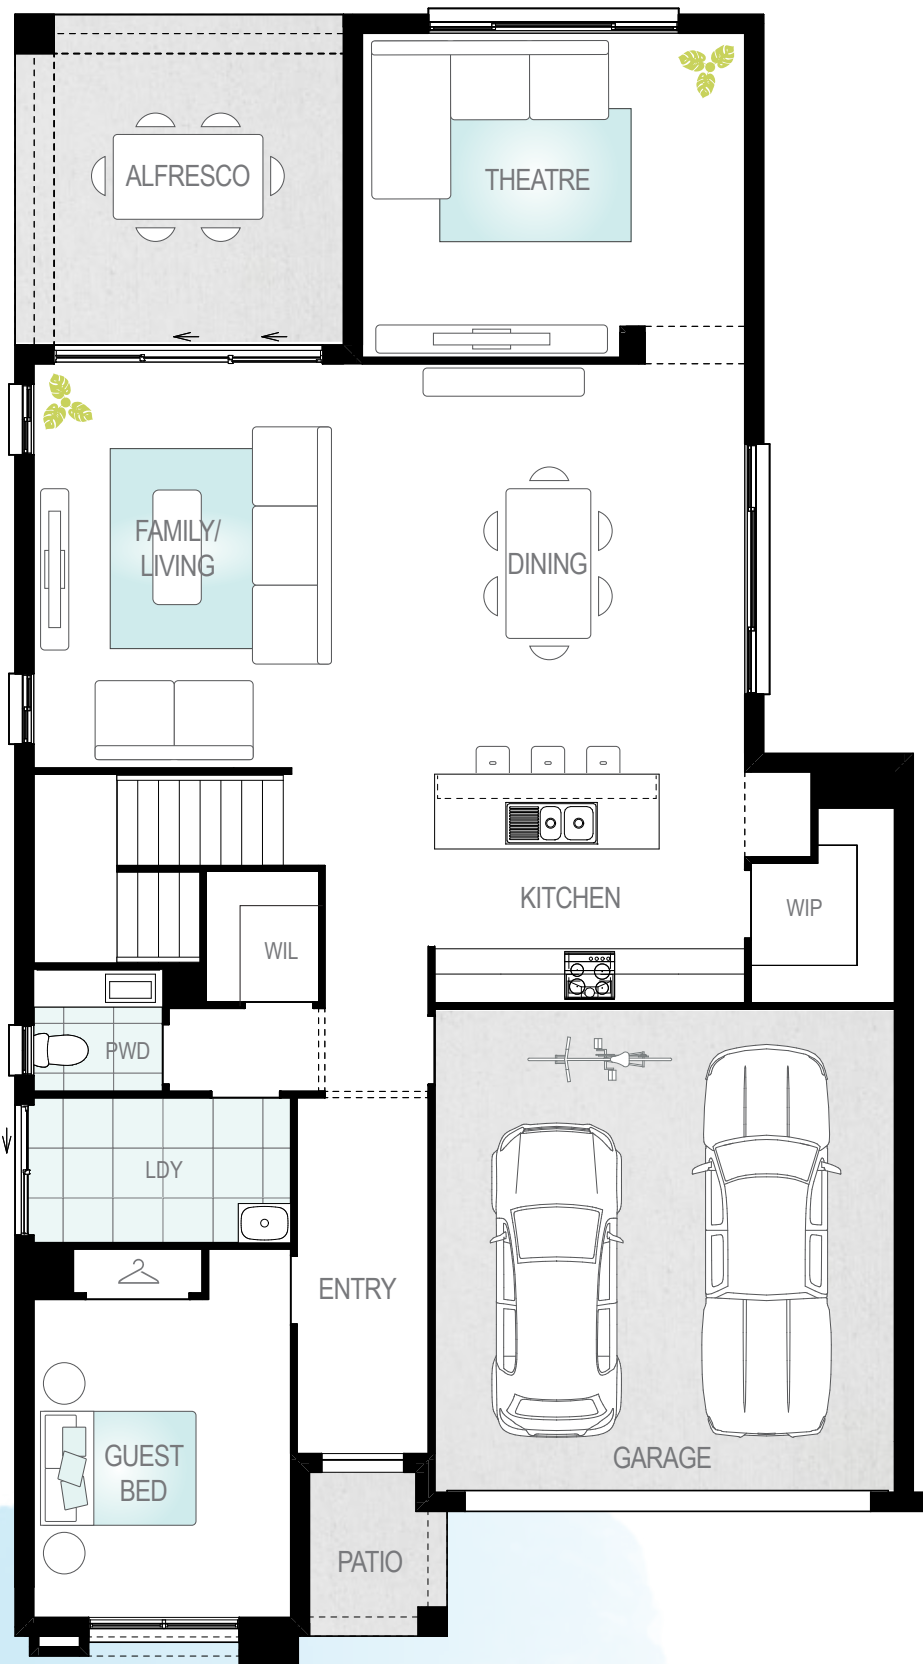 ALFRESCO
THEATRE
FAMILY/
LIVING
DINING
KITCHEN
WIP
WIL
PWD
LDY
ENTRY
GUEST
BED
GARAGE
PATIO